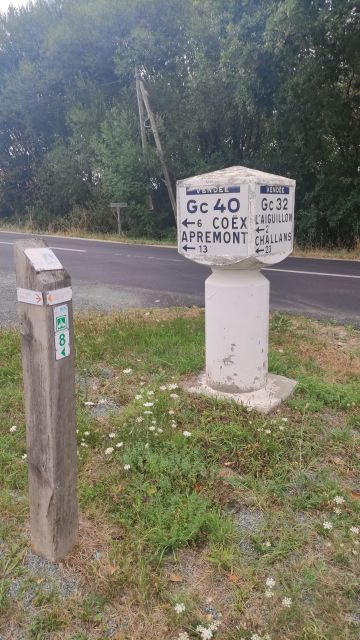 VENDÉE
Gc 40
← 6 COËX
APREMONT
← 13
VENDÉE
Gc 32
L'AIGUILLON
← 2
CHALLANS
← 23
8